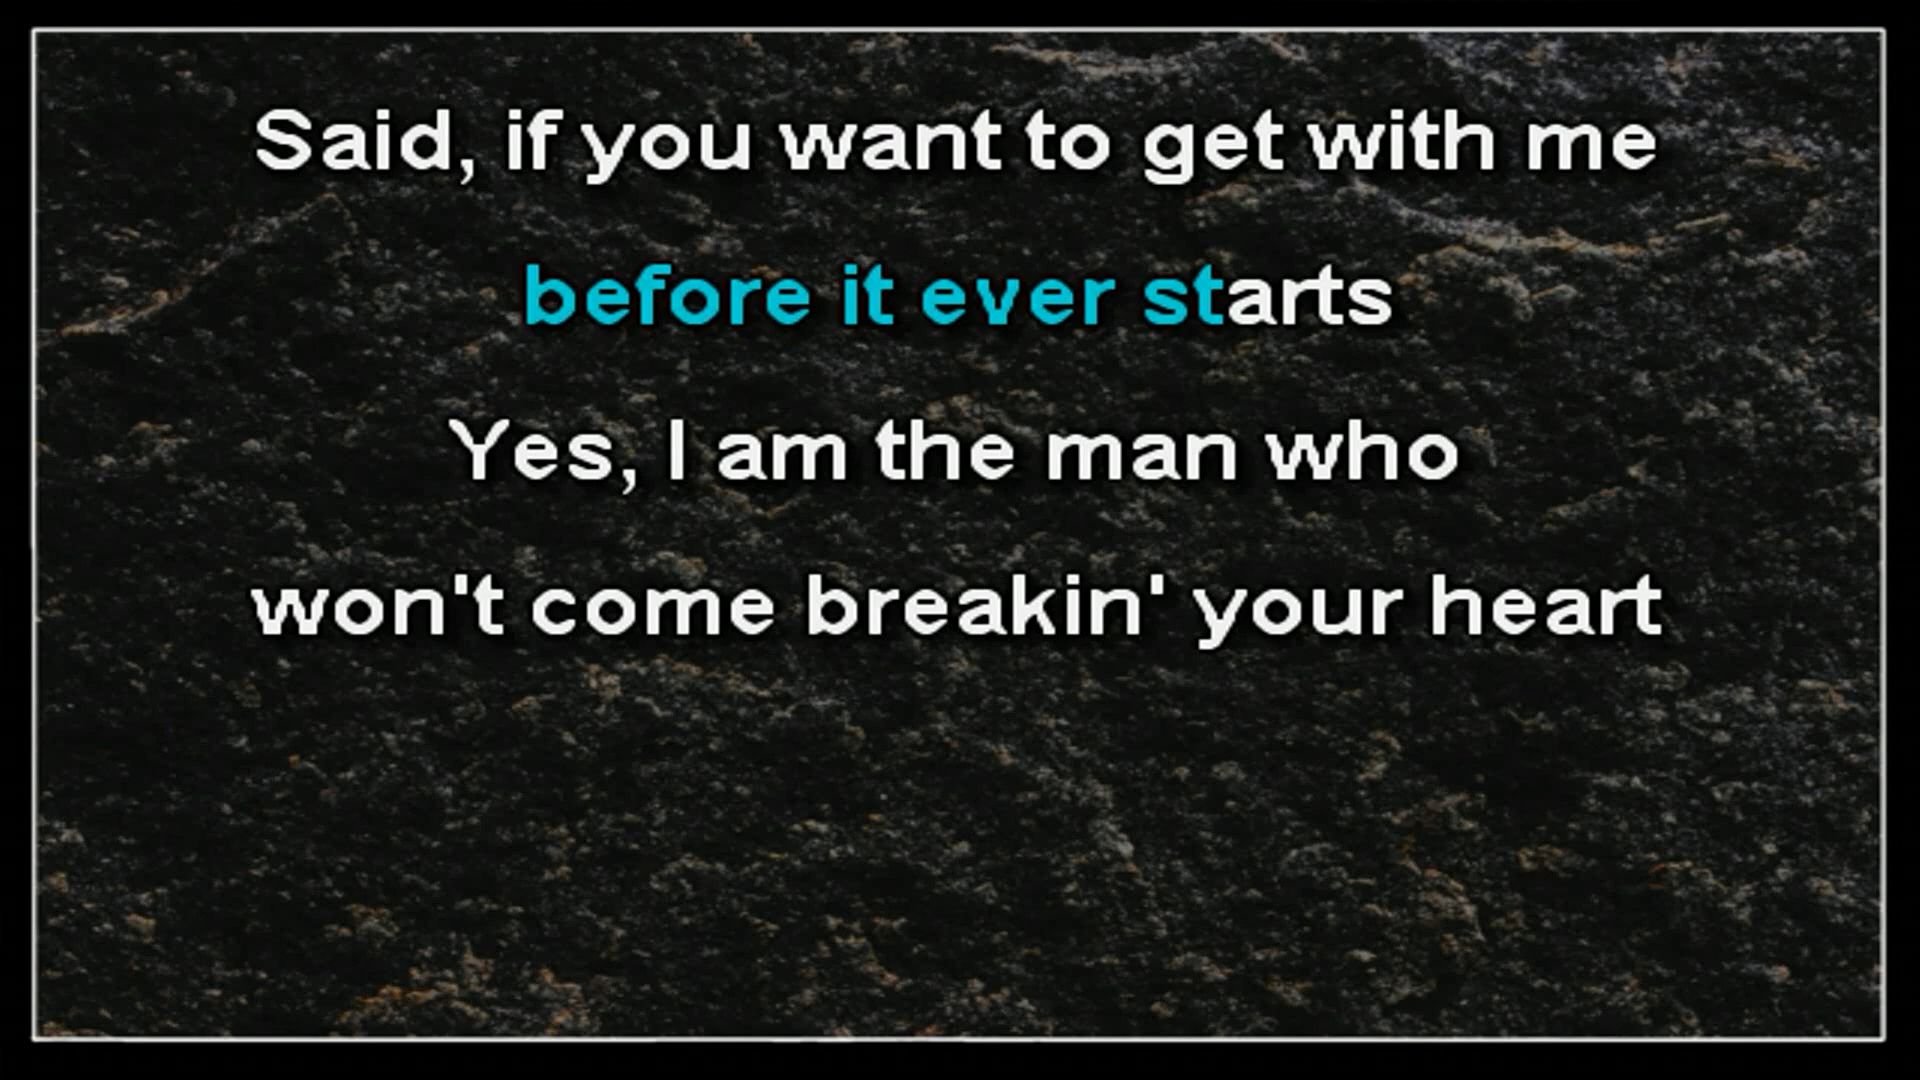 Said, if you want to get with me
before it ever starts
Yes, I am the man who
won't come breakin' your heart